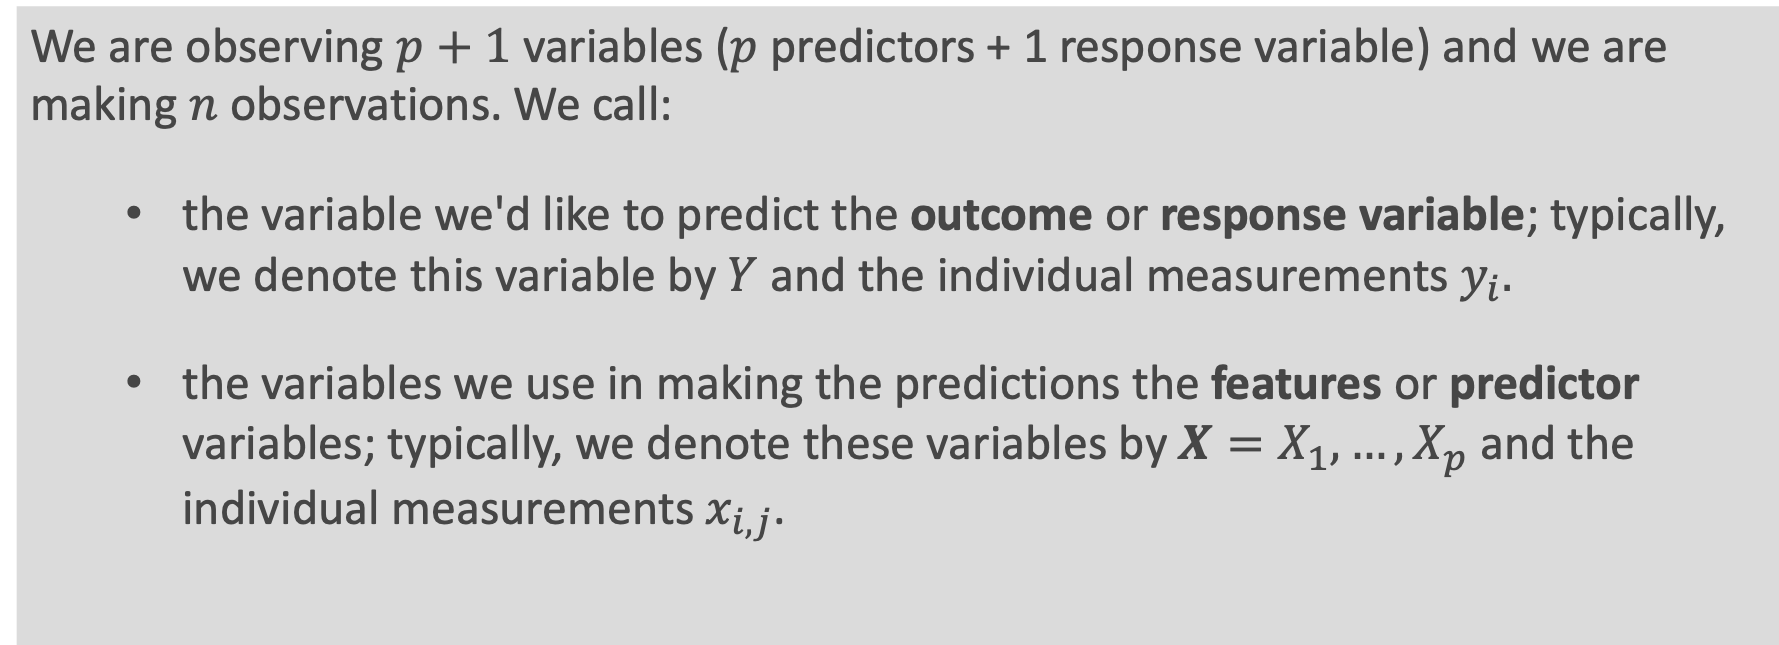 We are observing p + 1 variables (p predictors + 1 response variable) and we are
making n observations. We call:
• the variable we'd like to predict the outcome or response variable; typically,
we denote this variable by Y and the individual measurements yᵢ.
• the variables we use in making the predictions the features or predictor
variables; typically, we denote these variables by X = X₁, … , Xₚ and the
individual measurements xᵢ,ⱼ.